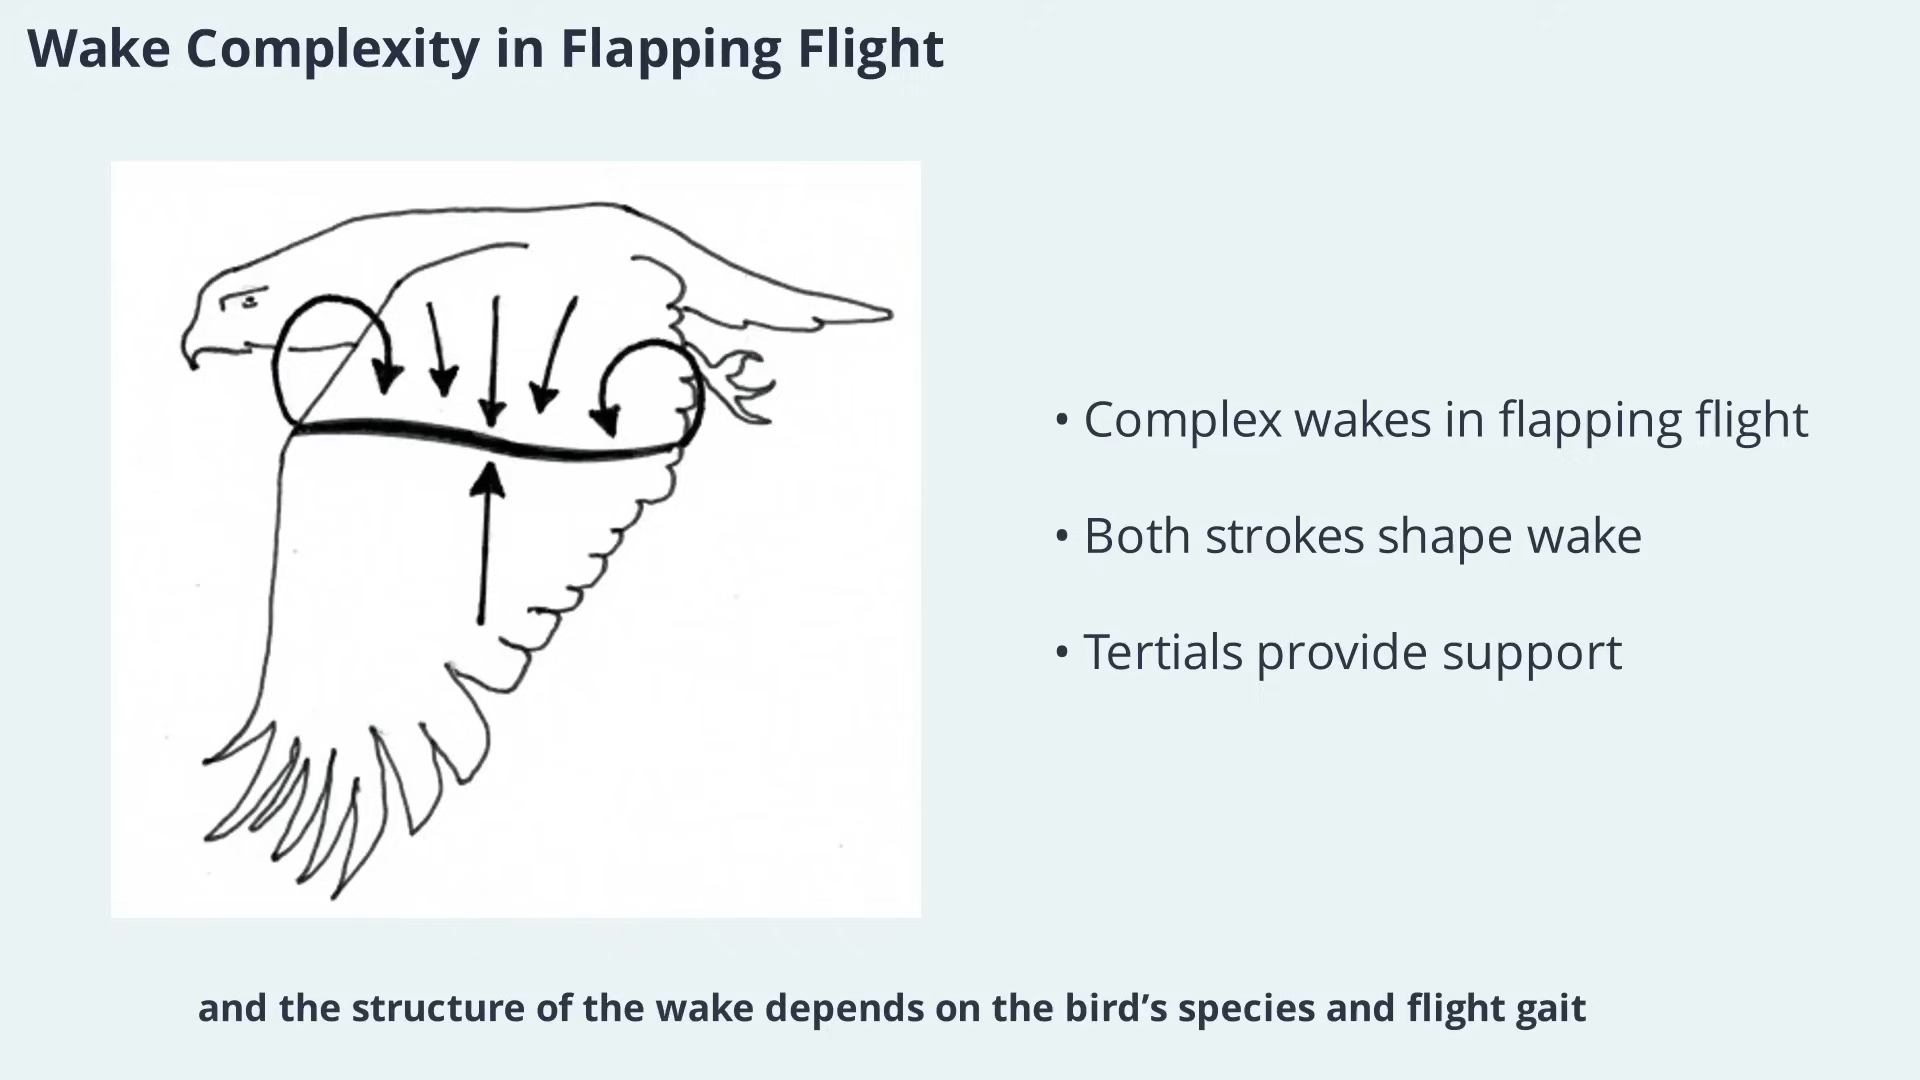 Wake Complexity in Flapping Flight
• Complex wakes in flapping flight
• Both strokes shape wake
• Tertials provide support
and the structure of the wake depends on the bird’s species and flight gait